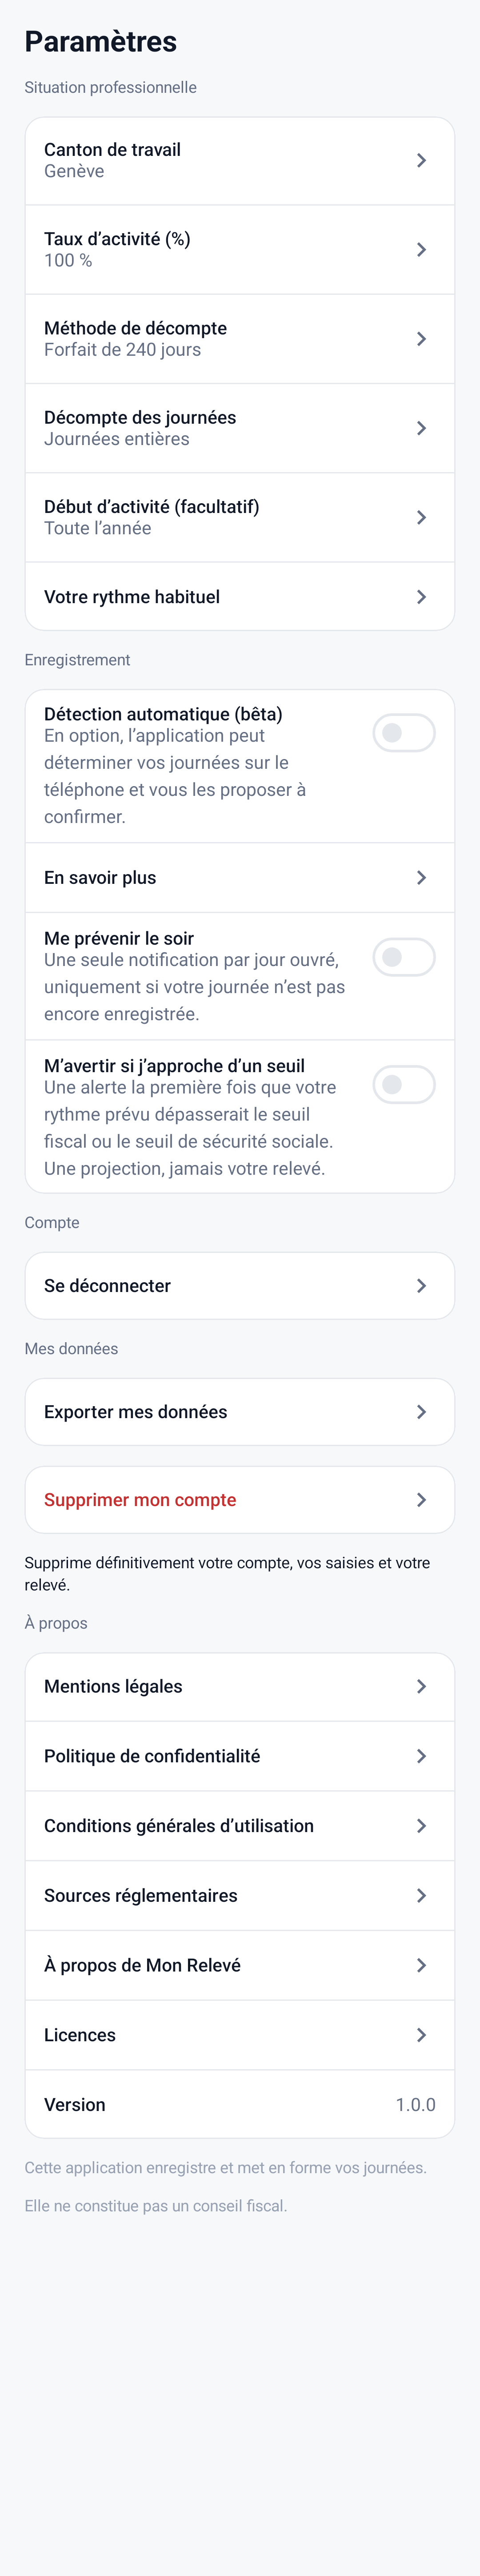 Paramètres
Situation professionnelle
Canton de travail
Genève
Taux d’activité (%)
100 %
Méthode de décompte
Forfait de 240 jours
Décompte des journées
Journées entières
Début d’activité (facultatif)
Toute l’année
Votre rythme habituel
Enregistrement
Détection automatique (bêta)
En option, l’application peut
déterminer vos journées sur le
téléphone et vous les proposer à
confirmer.
En savoir plus
Me prévenir le soir
Une seule notification par jour ouvré,
uniquement si votre journée n’est pas
encore enregistrée.
M’avertir si j’approche d’un seuil
Une alerte la première fois que votre
rythme prévu dépasserait le seuil
fiscal ou le seuil de sécurité sociale.
Une projection, jamais votre relevé.
Compte
Se déconnecter
Mes données
Exporter mes données
Supprimer mon compte
Supprime définitivement votre compte, vos saisies et votre
relevé.
À propos
Mentions légales
Politique de confidentialité
Conditions générales d’utilisation
Sources réglementaires
À propos de Mon Relevé
Licences
Version 1.0.0
Cette application enregistre et met en forme vos journées.
Elle ne constitue pas un conseil fiscal.